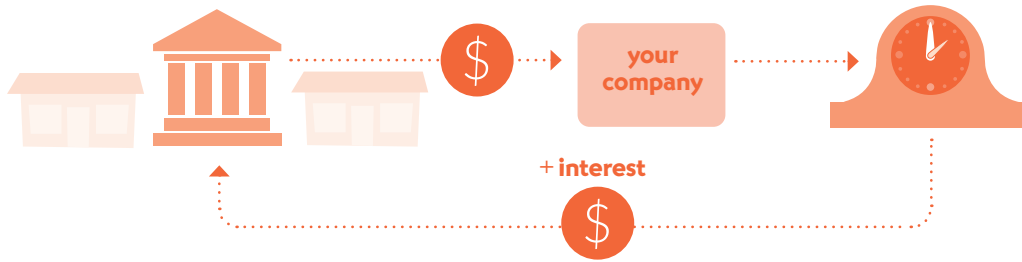 $
your
company
+ interest
$